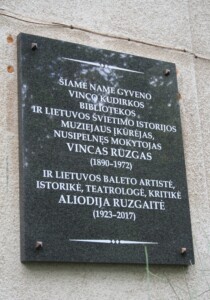 ŠIAME NAME GYVENO
VINCO KUDIRKOS
BIBLIOTEKOS,
IR LIETUVOS ŠVIETIMO ISTORIJOS
MUZIEJAUS ĮKŪRĖJAS,
NUSIPELNĘS MOKYTOJAS
VINCAS RŪZGAS
(1890–1972)
IR LIETUVOS BALETO ARTISTĖ,
ISTORIKĖ, TEATROLOGĖ, KRITIKĖ
ALIODIJA RUZGAITĖ
(1923–2017)